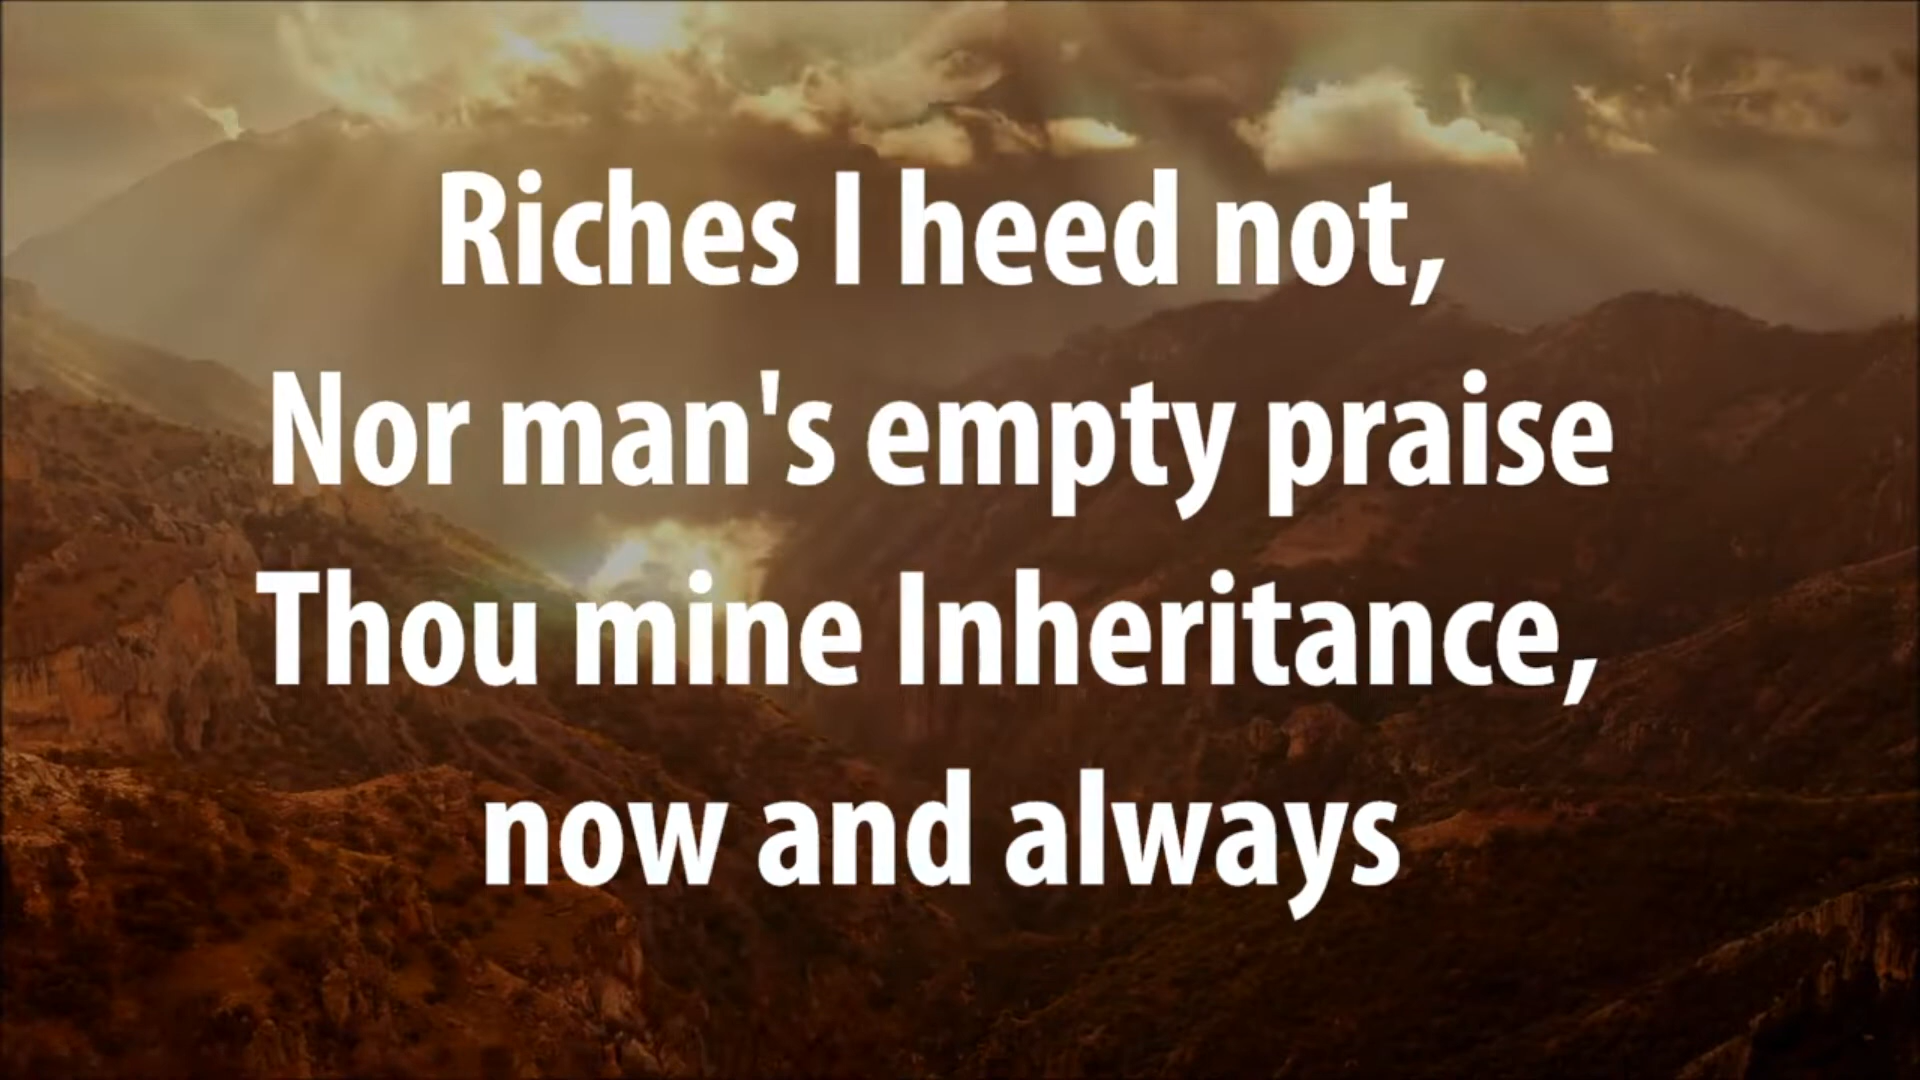 Riches I heed not,
Nor man's empty praise
Thou mine Inheritance,
now and always